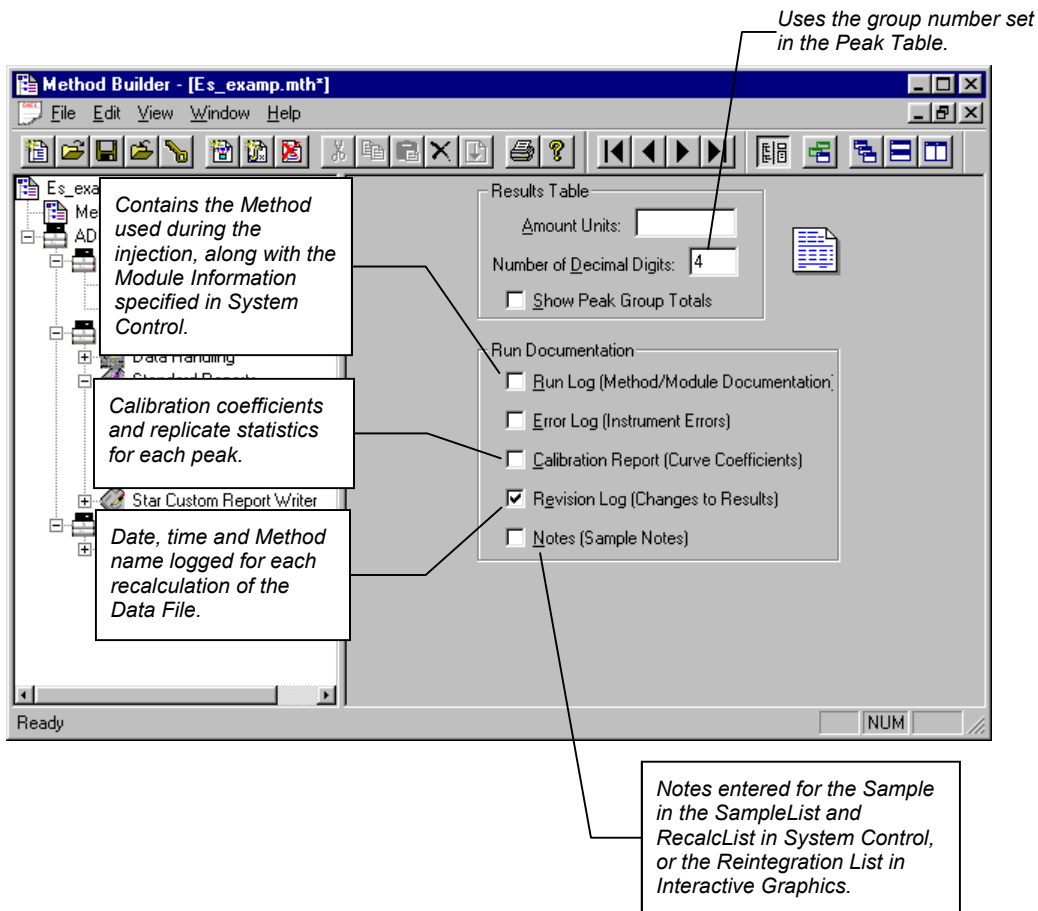 Uses the group number set
in the Peak Table.
Method Builder - [Es_examp.mth*]
File Edit View Window Help
Es_exa
Me
AD
Contains the Method
used during the
injection, along with the
Module Information
specified in System
Control.
Data Handling
Standard Reports
Calibration coefficients
and replicate statistics
for each peak.
Star Custom Report Writer
Date, time and Method
name logged for each
recalculation of the
Data File.
Results Table
Amount Units:
Number of Decimal Digits: 4
Show Peak Group Totals
Run Documentation
Run Log (Method/Module Documentation)
Error Log (Instrument Errors)
Calibration Report (Curve Coefficients)
Revision Log (Changes to Results)
Notes (Sample Notes)
Ready
NUM
Notes entered for the Sample
in the SampleList and
RecalcList in System Control,
or the Reintegration List in
Interactive Graphics.